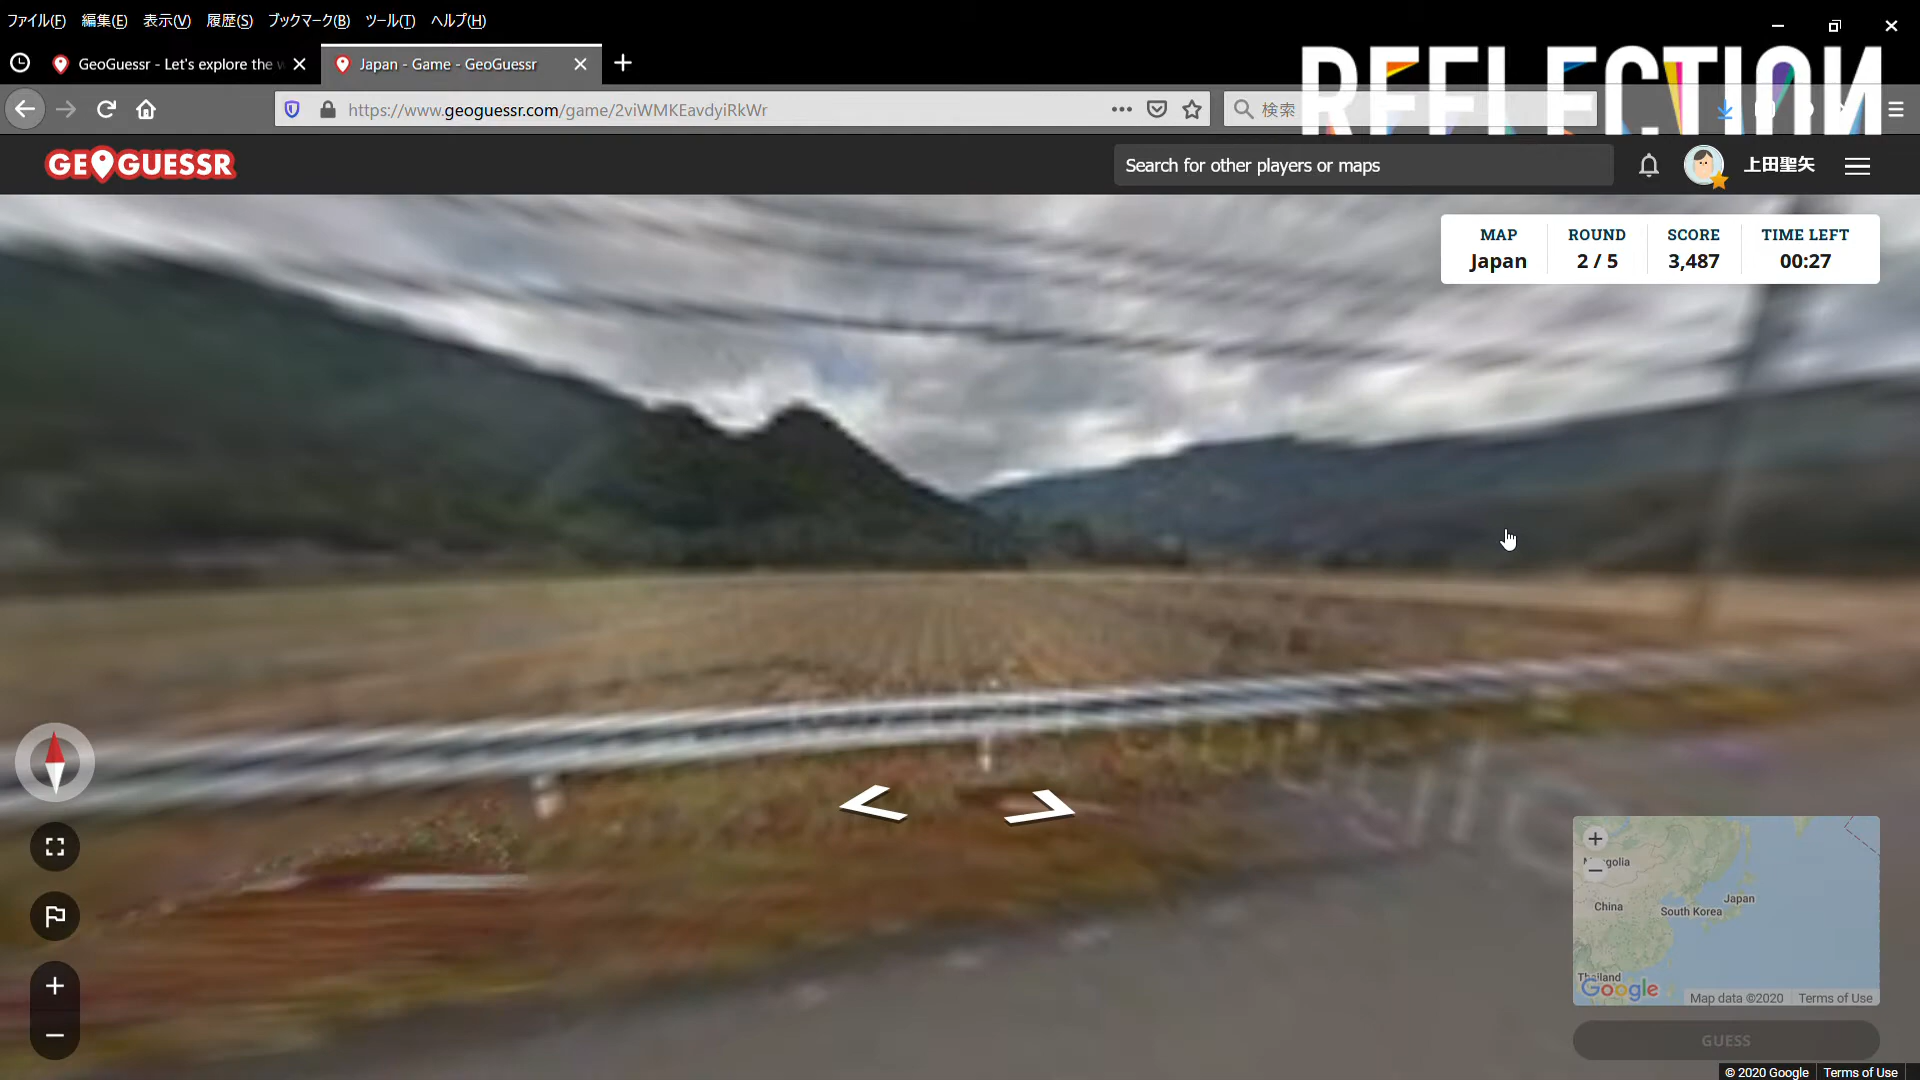 ファイル(F) 編集(E) 表示(V) 履歴(S) ブックマーク(B) ツール(T) ヘルプ(H)
GeoGuessr - Let's explore the w
Japan - Game - GeoGuessr
REFLECTION
https://www.geoguessr.com/game/2viWMKEavdyiRkWr
検索
GEOGUESSR
Search for other players or maps
上田聖矢
MAP ROUND SCORE TIME LEFT
Japan 2 / 5 3,487 00:27
Mongolia
China
South Korea
Japan
Thailand
Google
Map data ©2020 Terms of Use
GUESS
© 2020 Google Terms of Use